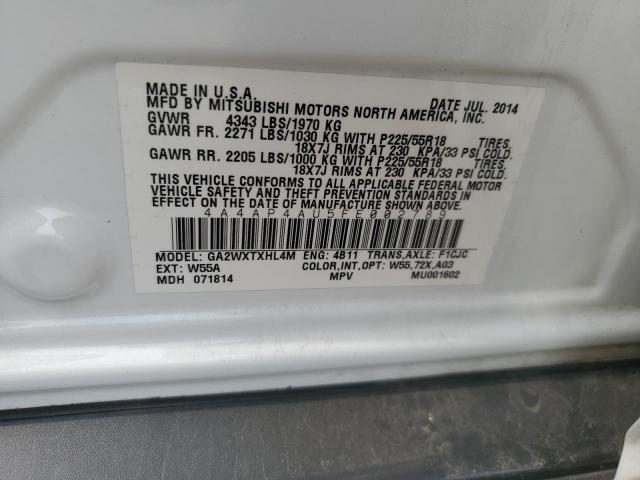 MADE IN U.S.A. DATE JUL. 2014
MFD BY MITSUBISHI MOTORS NORTH AMERICA, INC.
GVWR 4343 LBS/1970 KG
GAWR FR. 2271 LBS/1030 KG WITH P225/55R18 TIRES,
18X7J RIMS AT 230 KPA/33 PSI COLD.
GAWR RR. 2205 LBS/1000 KG WITH P225/55R18 TIRES,
18X7J RIMS AT 230 KPA/33 PSI COLD.
THIS VEHICLE CONFORMS TO ALL APPLICABLE FEDERAL MOTOR
VEHICLE SAFETY AND THEFT PREVENTION STANDARDS IN
EFFECT ON THE DATE OF MANUFACTURE SHOWN ABOVE.
4A4AP4AU5FE002789
MODEL: GA2WXTXHL4M ENG: 4B11 TRANS,AXLE: F1CJC
EXT: W55A COLOR,INT,OPT: W55,72X,A03
MDH 071814 MPV MU001602